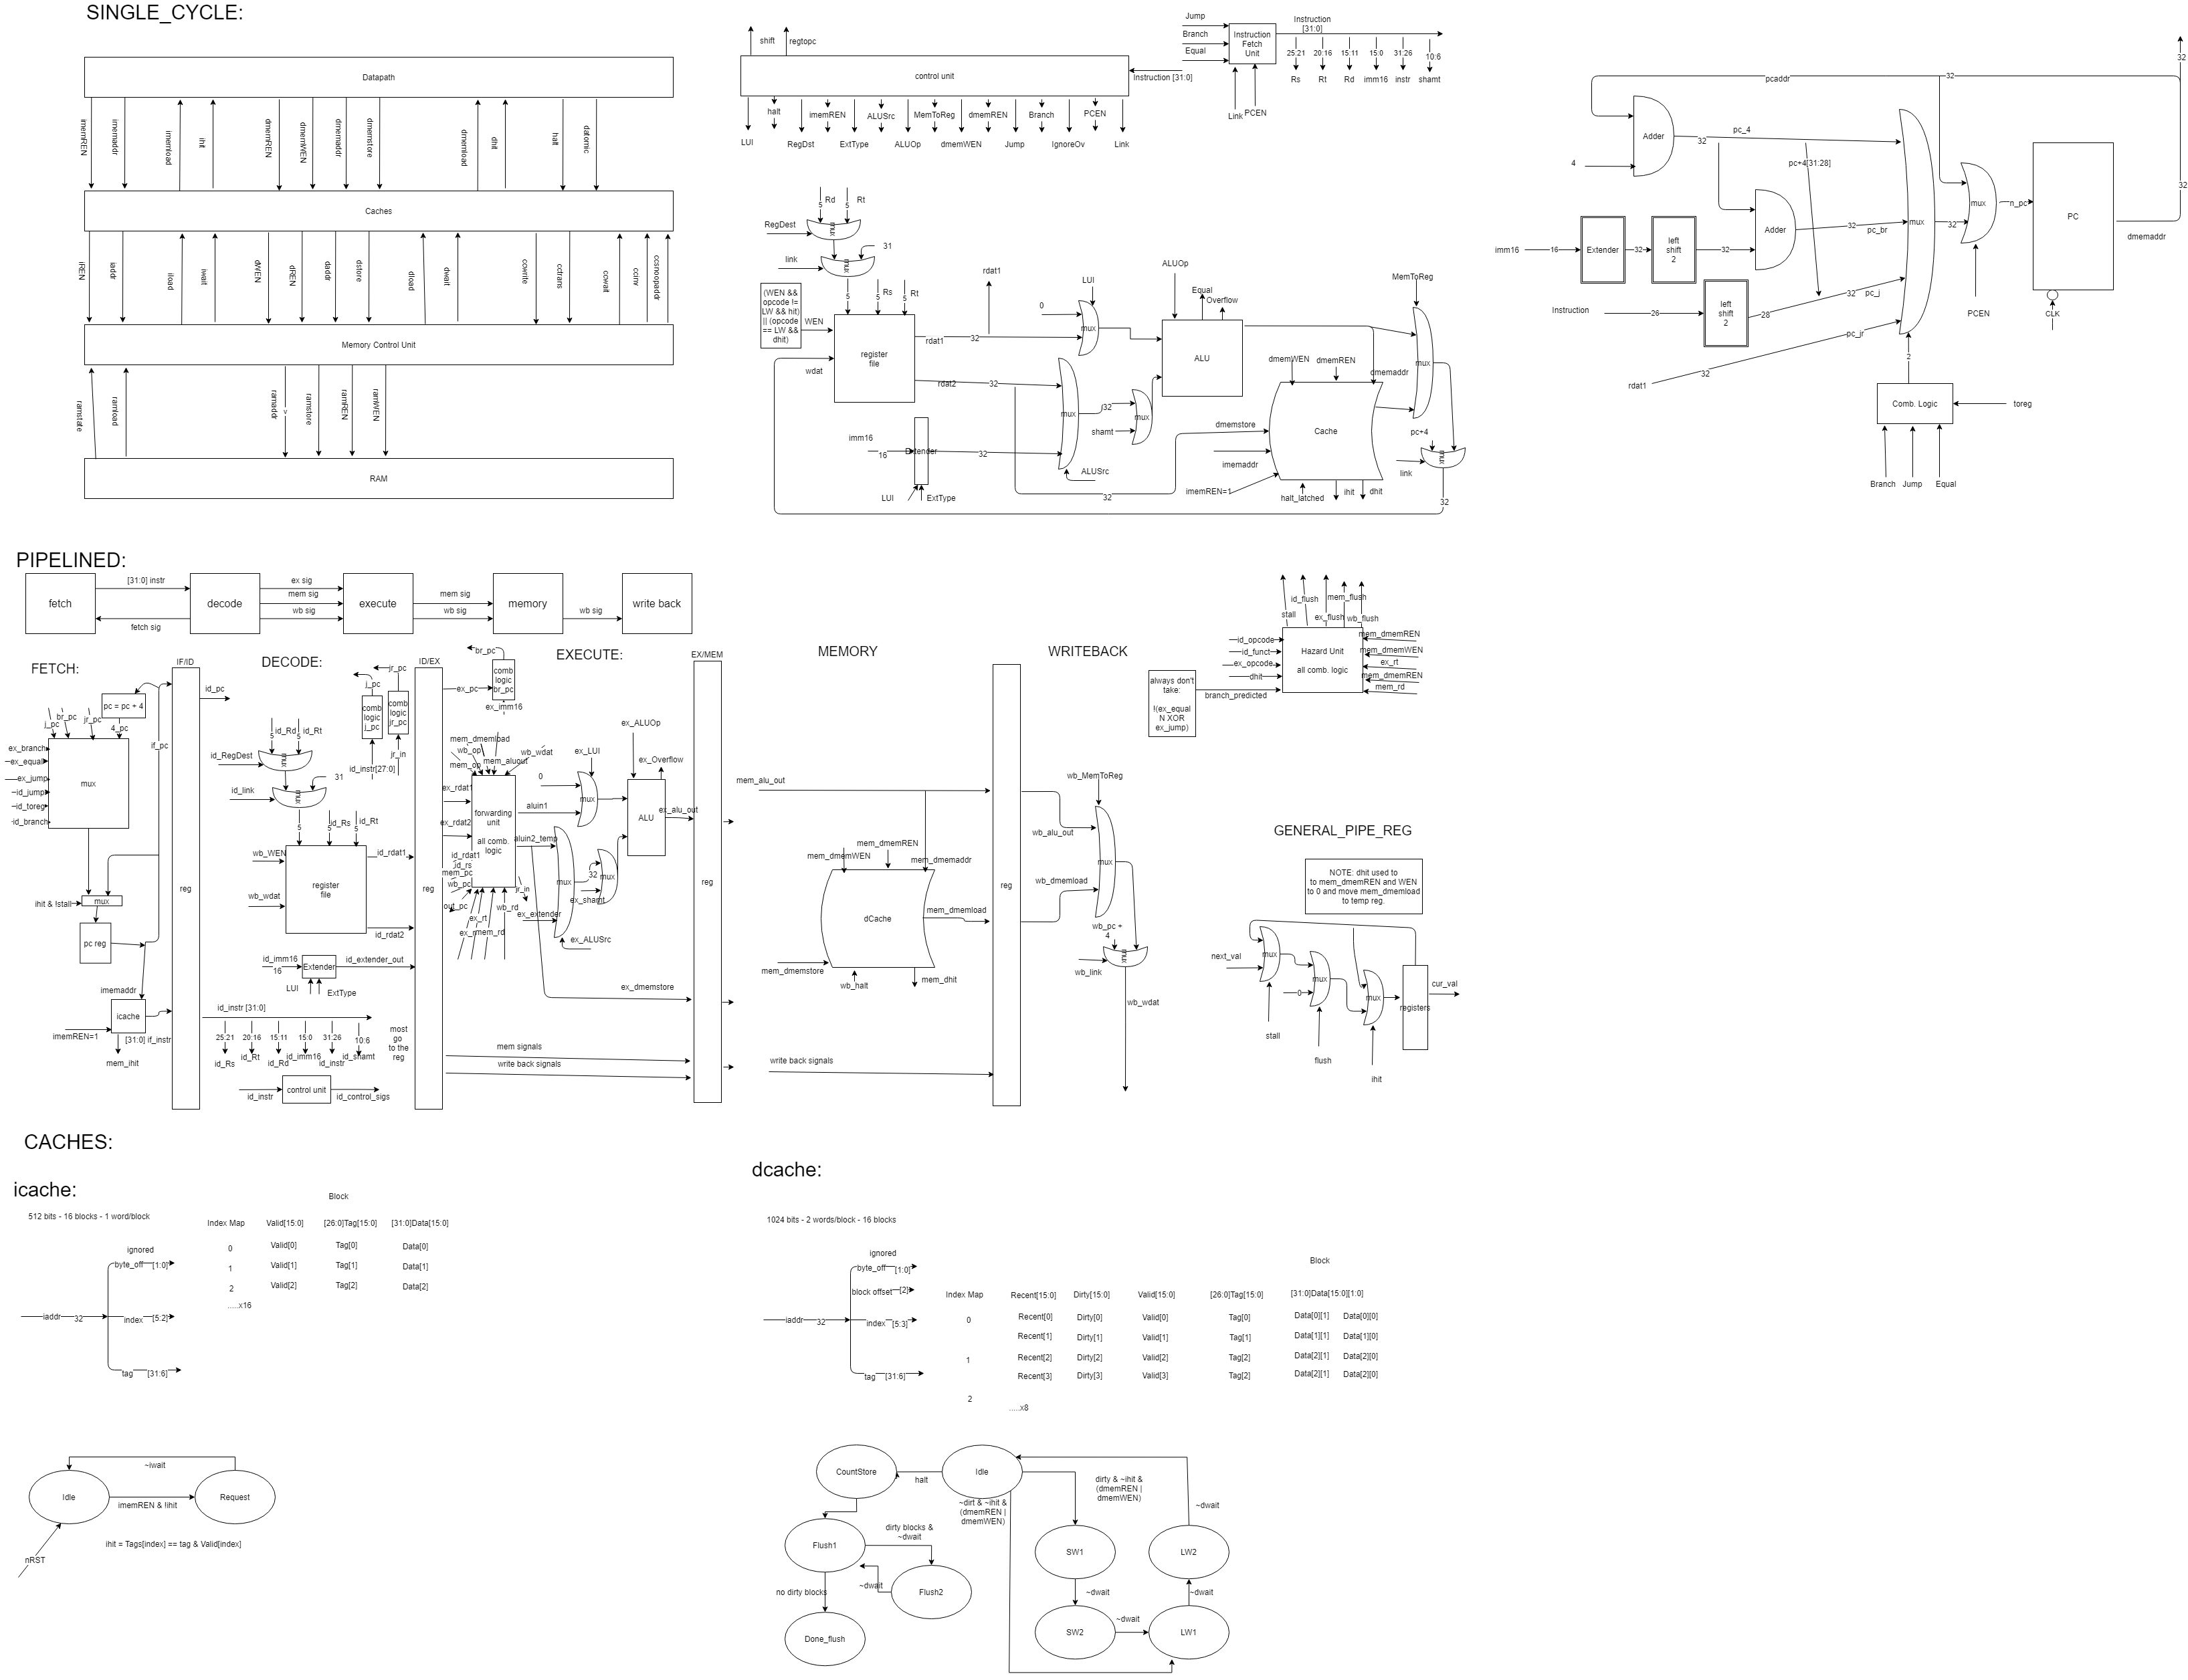 SINGLE_CYCLE:
Datapath
imemREN
imemaddr
imemload
ihit
dmemREN
dmemWEN
dmemaddr
dmemstore
dmemload
dhit
halt
datomic
Caches
iREN
iaddr
iload
iwait
dWEN
dREN
daddr
dstore
dload
dwait
ccwrite
cctrans
ccwait
ccinv
ccsnoopaddr
Memory Control Unit
ramstate
ramload
ramaddr
v
ramstore
ramREN
ramWEN
RAM
shift
regtopc
control unit
Instruction [31:0]
LUI
halt
RegDst
imemREN
ExtType
ALUSrc
ALUOp
MemToReg
dmemWEN
dmemREN
Jump
Branch
IgnoreOv
PCEN
Link
Jump
Branch
Equal
Instruction
Fetch
Unit
Link
PCEN
Instruction
[31:0]
25:21
20:16
15:11
15:0
31:26
10:6
Rs
Rt
Rd
imm16
instr
shamt
Rd
Rt
5
5
RegDest
mux
31
link
mux
5
5
Rs
5
Rt
(WEN &&
opcode !=
LW && hit)
|| (opcode
== LW &&
dhit)
WEN
wdat
register
file
rdat1
rdat1
32
rdat2
32
0
LUI
mux
mux
32
shamt
mux
ALUSrc
imm16
16
Extender
32
LUI
ExtType
32
ALUOp
Equal
Overflow
ALU
dmemWEN
dmemREN
dmemaddr
dmemstore
Cache
imemaddr
imemREN=1
halt_latched
ihit
dhit
MemToReg
mux
pc+4
link
mux
32
pcaddr
32
32
Adder
4
pc_4
32
pc+4[31:28]
Adder
32
pc_br
imm16
16
Extender
32
left
shift
2
32
Instruction
26
left
shift
2
28
32
pc_j
pc_jr
rdat1
32
mux
32
2
Comb. Logic
toreg
Branch
Jump
Equal
mux
PCEN
n_pc
PC
CLK
dmemaddr
32
PIPELINED:
fetch
[31:0] instr
fetch sig
decode
ex sig
mem sig
wb sig
execute
mem sig
wb sig
memory
wb sig
write back
FETCH:
IF/ID
pc = pc + 4
j_pc
br_pc
jr_pc
4_pc
if_pc
ex_branch
ex_equal
ex_jump
id_jump
id_toreg
id_branch
mux
ihit & !stall
mux
pc reg
imemaddr
icache
imemREN=1
[31:0] if_instr
mem_ihit
reg
DECODE:
id_pc
id_Rd
id_Rt
5
5
id_RegDest
mux
31
id_link
mux
5
5
id_Rs
5
id_Rt
wb_WEN
wb_wdat
register
file
id_rdat1
id_rdat2
id_imm16
16
Extender
id_extender_out
LUI
ExtType
id_instr [31:0]
25:21
20:16
15:11
15:0
31:26
10:6
id_Rs
id_Rt
id_Rd
id_imm16
id_instr
id_shamt
most
go
to the
reg
id_instr
control unit
id_control_sigs
j_pc
comb
logic
j_pc
id_instr[27:0]
jr_pc
comb
logic
jr_pc
jr_in
ID/EX
reg
EXECUTE:
br_pc
comb
logic
br_pc
ex_pc
ex_imm16
mem_dmemload
wb_op
mem_op
mem_aluout
wb_wdat
ex_rdat1
ex_rdat2
forwarding
unit
all comb.
logic
id_rdat1
id_rs
mem_pc
wb_pc
out_pc
ex_rt
mem_rd
wb_rd
jr_in
0
ex_LUI
mux
aluin1
aluin2_temp
mux
32
ex_shamt
mux
ex_extender
ex_ALUSrc
ex_ALUOp
ex_Overflow
ALU
ex_alu_out
ex_dmemstore
mem signals
write back signals
EX/MEM
reg
MEMORY
mem_alu_out
mem_dmemWEN
mem_dmemREN
mem_dmemaddr
dCache
mem_dmemload
mem_dmemstore
wb_halt
mem_dhit
write back signals
reg
WRITEBACK
wb_MemToReg
wb_alu_out
mux
wb_dmemload
wb_pc +
4
mux
wb_link
wb_wdat
always don't
take:
!(ex_equal
N XOR
ex_jump)
branch_predicted
stall
id_flush
ex_flush
mem_flush
wb_flush
id_opcode
id_funct
ex_opcode
dhit
Hazard Unit
all comb. logic
mem_dmemREN
mem_dmemWEN
ex_rt
mem_dmemREN
mem_rd
GENERAL_PIPE_REG
NOTE: dhit used to
to mem_dmemREN and WEN
to 0 and move mem_dmemload
to temp reg.
next_val
mux
0
mux
mux
registers
cur_val
stall
flush
ihit
CACHES:
icache:
512 bits - 16 blocks - 1 word/block
Block
Index Map
Valid[15:0]
[26:0]Tag[15:0]
[31:0]Data[15:0]
0
Valid[0]
Tag[0]
Data[0]
1
Valid[1]
Tag[1]
Data[1]
2
Valid[2]
Tag[2]
Data[2]
.....x16
ignored
byte_off
[1:0]
iaddr
32
index
[5:2]
tag
[31:6]
~iwait
Idle
imemREN & !ihit
Request
nRST
ihit = Tags[index] == tag & Valid[index]
dcache:
1024 bits - 2 words/block - 16 blocks
ignored
byte_off
[1:0]
block offset
[2]
iaddr
32
index
[5:3]
tag
[31:6]
Block
Index Map
Recent[15:0]
Dirty[15:0]
Valid[15:0]
[26:0]Tag[15:0]
[31:0]Data[15:0][1:0]
0
Recent[0]
Dirty[0]
Valid[0]
Tag[0]
Data[0][1]
Data[0][0]
Recent[1]
Dirty[1]
Valid[1]
Tag[1]
Data[1][1]
Data[1][0]
1
Recent[2]
Dirty[2]
Valid[2]
Tag[2]
Data[2][1]
Data[2][0]
Recent[3]
Dirty[3]
Valid[3]
Tag[2]
Data[2][1]
Data[2][0]
2
.....x8
CountStore
halt
Idle
dirty & ~ihit &
(dmemREN |
dmemWEN)
~dirt & ~ihit &
(dmemREN |
dmemWEN)
~dwait
Flush1
dirty blocks &
~dwait
~dwait
Flush2
no dirty blocks
Done_flush
SW1
LW2
~dwait
~dwait
SW2
~dwait
LW1